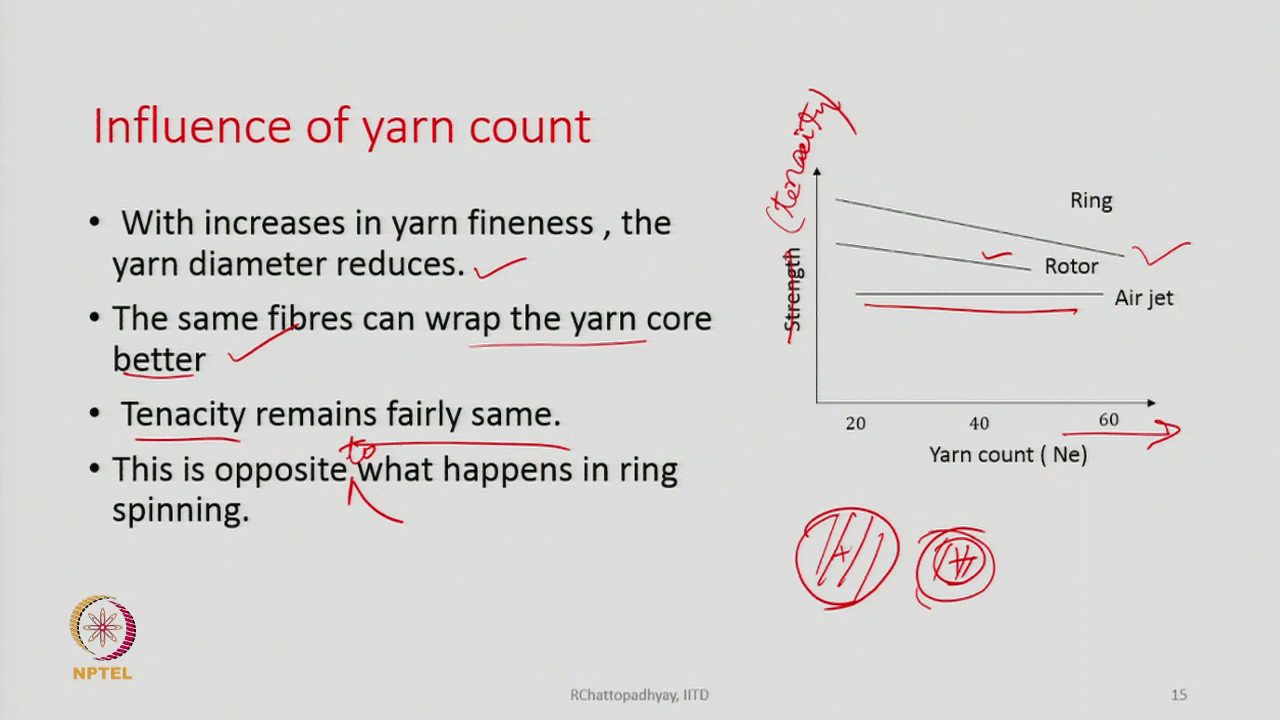 Influence of yarn count
• With increases in yarn fineness , the
yarn diameter reduces.
• The same fibres can wrap the yarn core
better
• Tenacity remains fairly same.
to
• This is opposite what happens in ring
spinning.
(tenacity)
Strength
Ring
Rotor
Air jet
20 40 60
Yarn count ( Ne)
NPTEL
RChattopadhyay, IITD
15